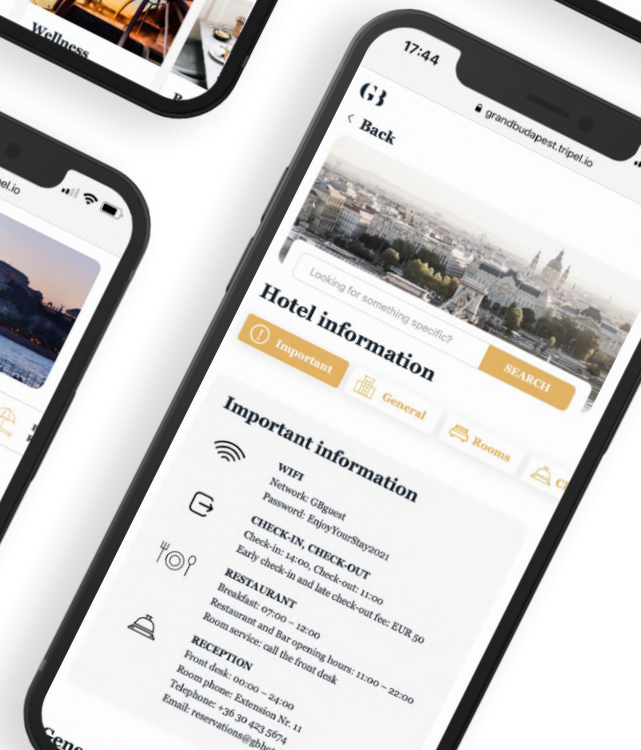 Wellness
17:44
grandbudapest.tripel.io
GB
Back
Looking for something specific?
SEARCH
Hotel information
Important
General
Rooms
Important information
WIFI
Network: GBguest
Password: EnjoyYourStay2021
CHECK-IN, CHECK-OUT
Check-in: 14:00, Check-out: 11:00
Early check-in and late check-out fee: EUR 50
RESTAURANT
Breakfast: 07:00 – 12:00
Restaurant and Bar opening hours: 11:00 – 22:00
Room service: call the front desk
RECEPTION
Front desk: 00:00 – 24:00
Room phone: Extension Nr. 11
Telephone: +36 30 423 5674
Email: reservations@gbho